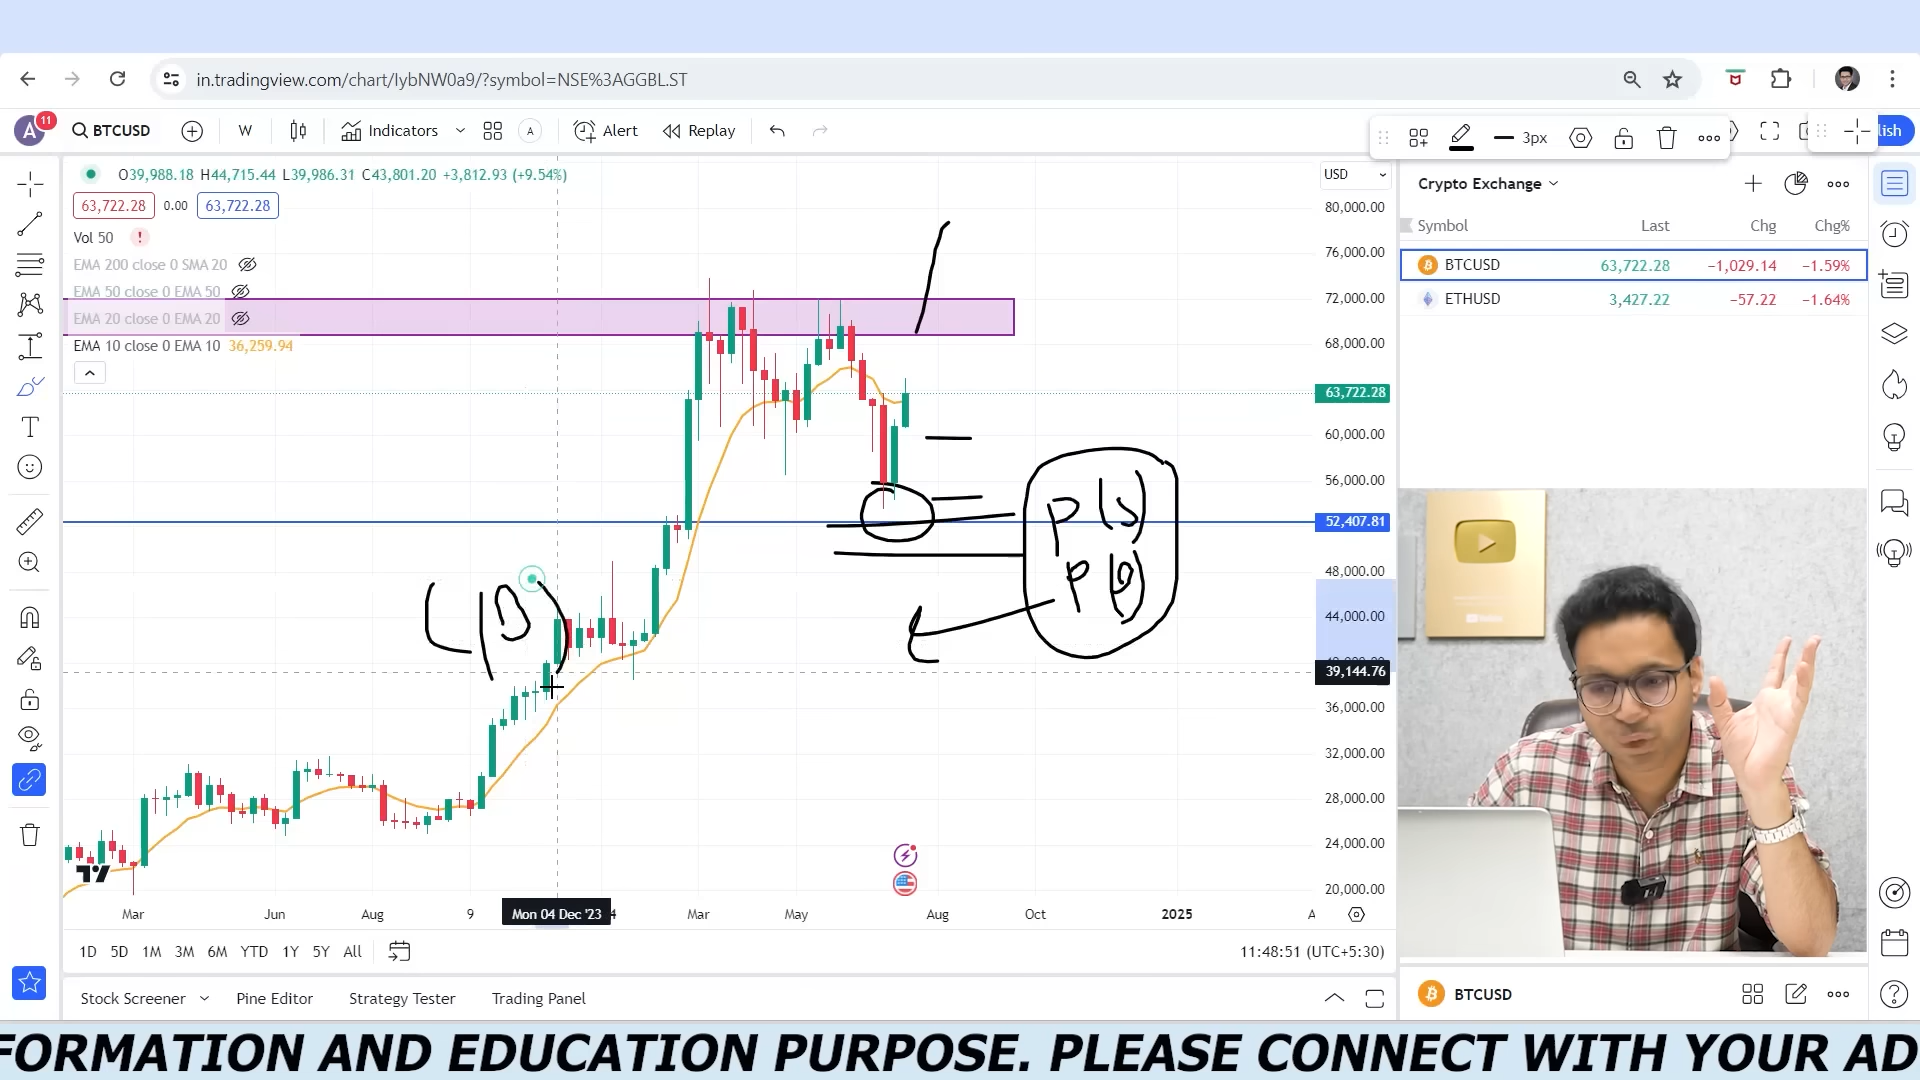 in.tradingview.com/chart/IybNW0a9/?symbol=NSE%3AGGBL.ST
A 11 BTCUSD W Indicators A Alert Replay 3px lish
O39,988.18 H44,715.44 L39,986.31 C43,801.20 +3,812.93 (+9.54%)
63,722.28 0.00 63,722.28
Vol 50 !
EMA 200 close 0 SMA 20
EMA 50 close 0 EMA 50
EMA 20 close 0 EMA 20
EMA 10 close 0 EMA 10 36,259.94
USD
80,000.00
76,000.00
72,000.00
68,000.00
63,722.28
60,000.00
56,000.00
52,407.81
48,000.00
44,000.00
39,144.76
36,000.00
32,000.00
28,000.00
24,000.00
20,000.00
P(S)
Mar Jun Aug 9 Mon 04 Dec '23 4 Mar May Aug Oct 2025 A
1D 5D 1M 3M 6M YTD 1Y 5Y All 11:48:51 (UTC+5:30)
Stock Screener Pine Editor Strategy Tester Trading Panel
Crypto Exchange
Symbol Last Chg Chg%
BTCUSD 63,722.28 −1,029.14 −1.59%
ETHUSD 3,427.22 −57.22 −1.64%
BTCUSD
FORMATION AND EDUCATION PURPOSE. PLEASE CONNECT WITH YOUR AD